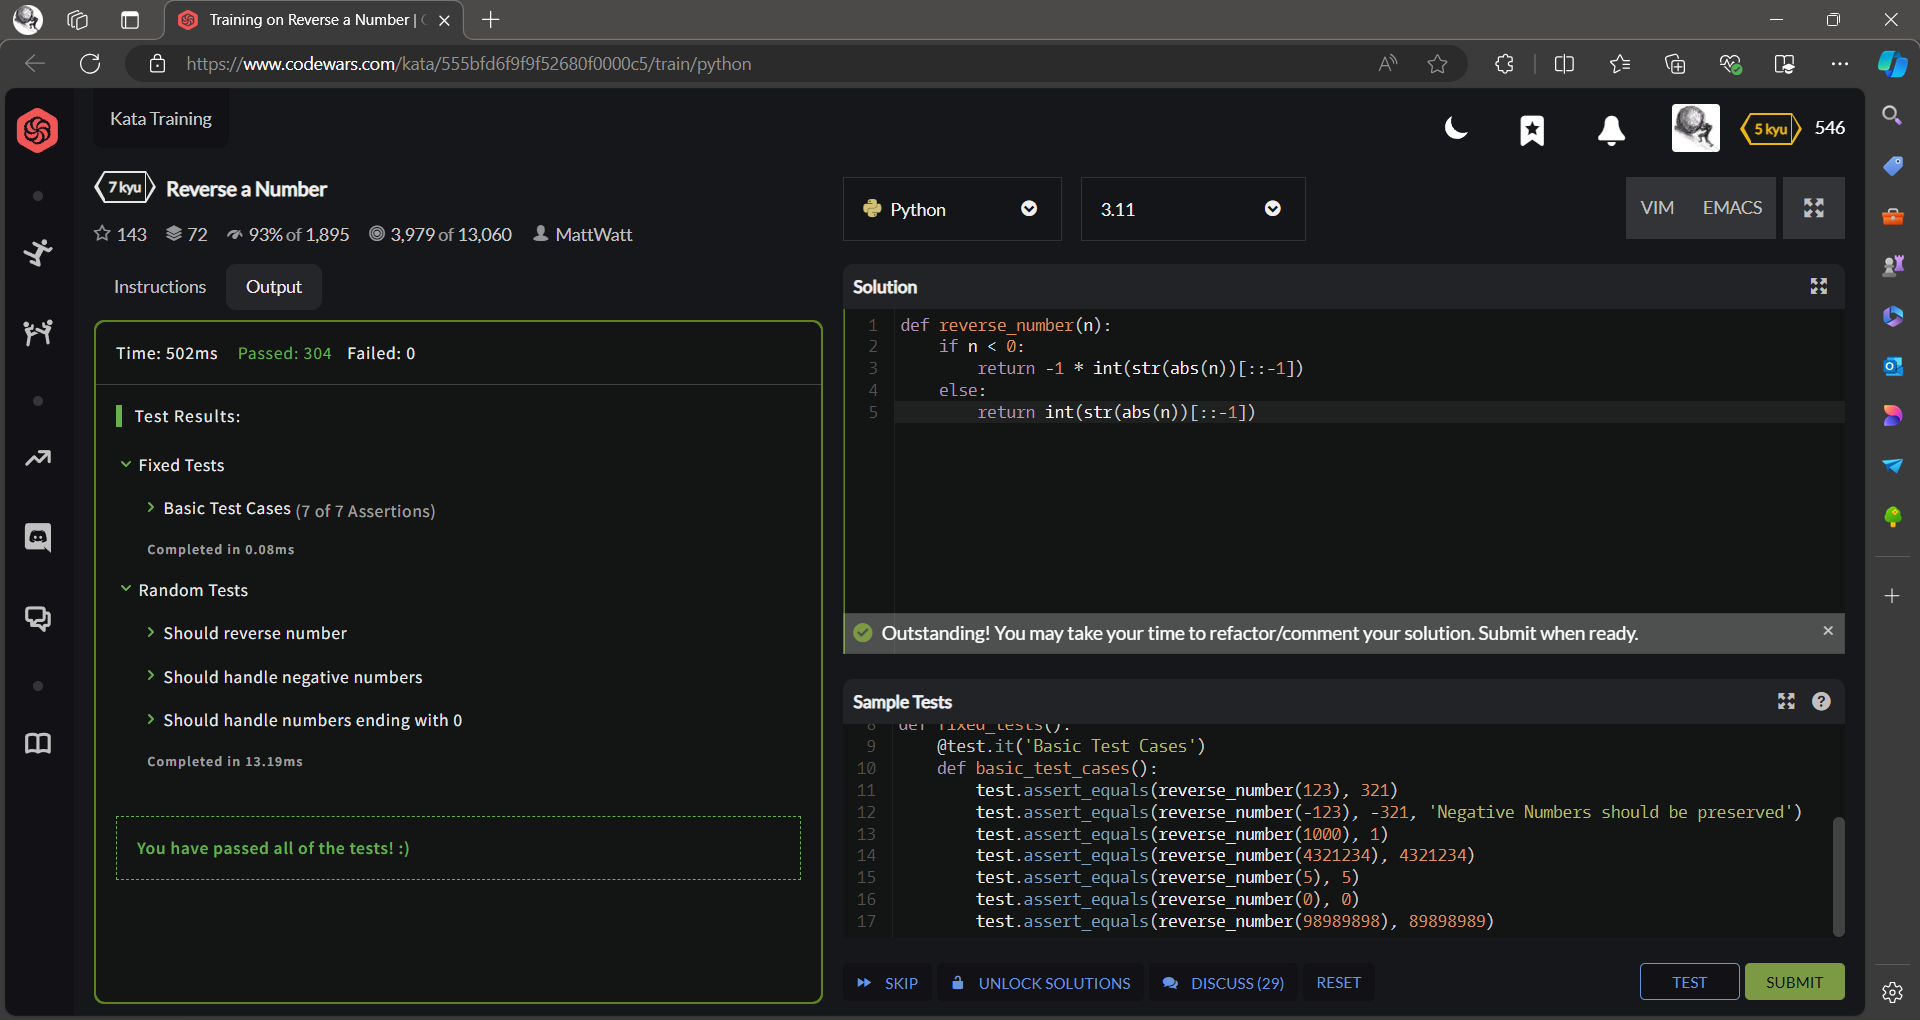 Training on Reverse a Number |
https://www.codewars.com/kata/555bfd6f9f9f52680f0000c5/train/python
Kata Training
5 kyu 546
7 kyu Reverse a Number
143 72 93% of 1,895 3,979 of 13,060 MattWatt
Python 3.11 VIM EMACS
Instructions Output
Time: 502ms Passed: 304 Failed: 0
Test Results:
Fixed Tests
Basic Test Cases (7 of 7 Assertions)
Completed in 0.08ms
Random Tests
Should reverse number
Should handle negative numbers
Should handle numbers ending with 0
Completed in 13.19ms
You have passed all of the tests! :)
Solution
1 def reverse_number(n):
2 if n < 0:
3 return -1 * int(str(abs(n))[::-1])
4 else:
5 return int(str(abs(n))[::-1])
Outstanding! You may take your time to refactor/comment your solution. Submit when ready.
Sample Tests
8 def fixed_tests():
9 @test.it('Basic Test Cases')
10 def basic_test_cases():
11 test.assert_equals(reverse_number(123), 321)
12 test.assert_equals(reverse_number(-123), -321, 'Negative Numbers should be preserved')
13 test.assert_equals(reverse_number(1000), 1)
14 test.assert_equals(reverse_number(4321234), 4321234)
15 test.assert_equals(reverse_number(5), 5)
16 test.assert_equals(reverse_number(0), 0)
17 test.assert_equals(reverse_number(98989898), 89898989)
SKIP UNLOCK SOLUTIONS DISCUSS (29) RESET TEST SUBMIT